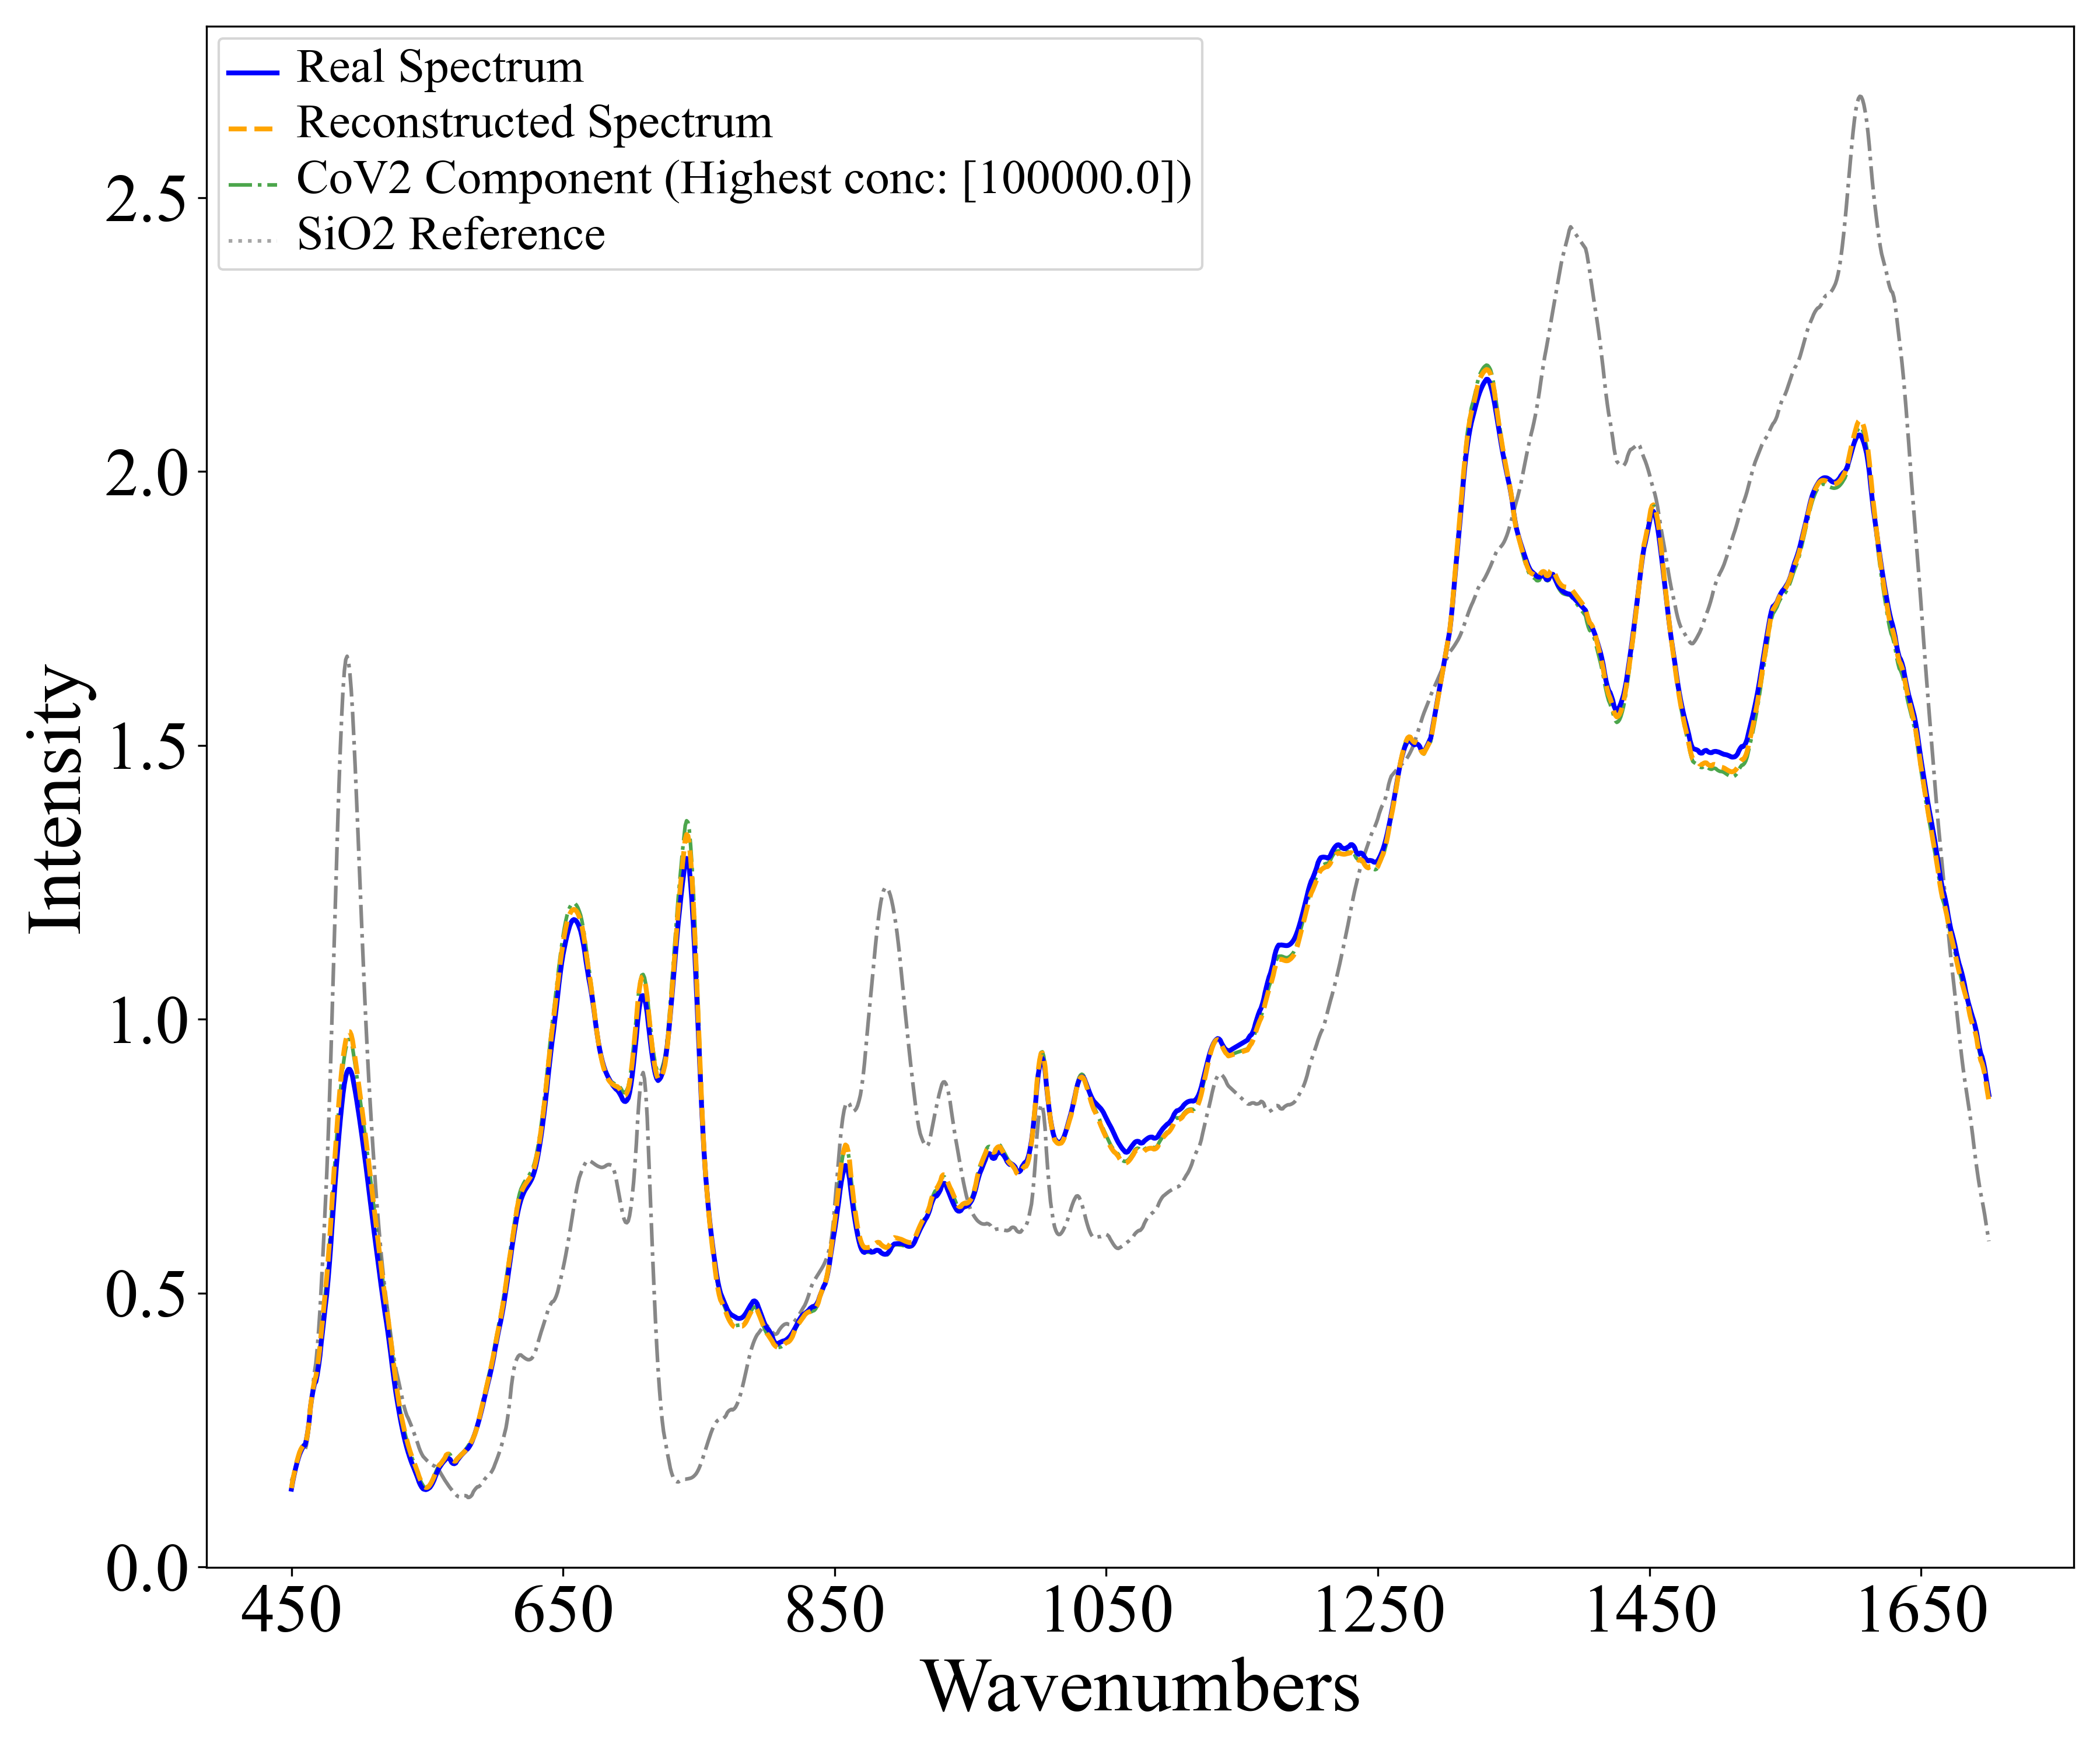 Real Spectrum
Reconstructed Spectrum
CoV2 Component (Highest conc: [100000.0])
SiO2 Reference
Intensity
2.5
2.0
1.5
1.0
0.5
0.0
450 650 850 1050 1250 1450 1650
Wavenumbers